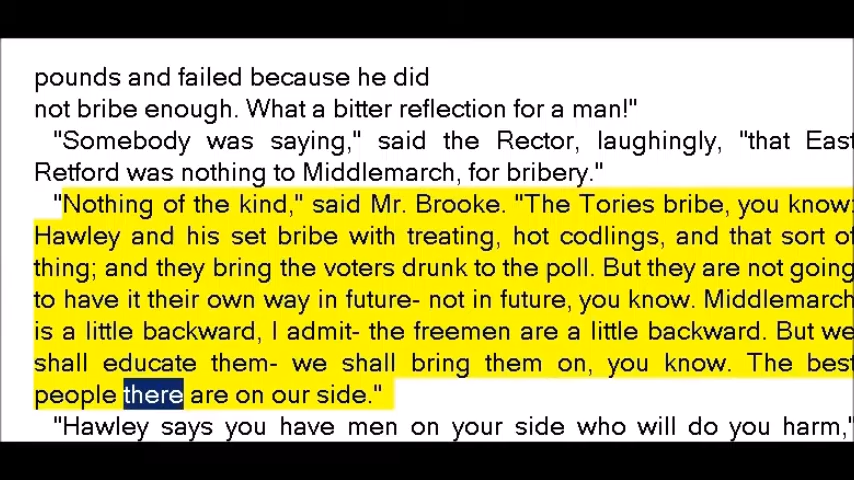 pounds and failed because he did
not bribe enough. What a bitter reflection for a man!"
"Somebody was saying," said the Rector, laughingly, "that East
Retford was nothing to Middlemarch, for bribery."
"Nothing of the kind," said Mr. Brooke. "The Tories bribe, you know:
Hawley and his set bribe with treating, hot codlings, and that sort of
thing; and they bring the voters drunk to the poll. But they are not going
to have it their own way in future- not in future, you know. Middlemarch
is a little backward, I admit- the freemen are a little backward. But we
shall educate them- we shall bring them on, you know. The best
people there are on our side."
"Hawley says you have men on your side who will do you harm,"